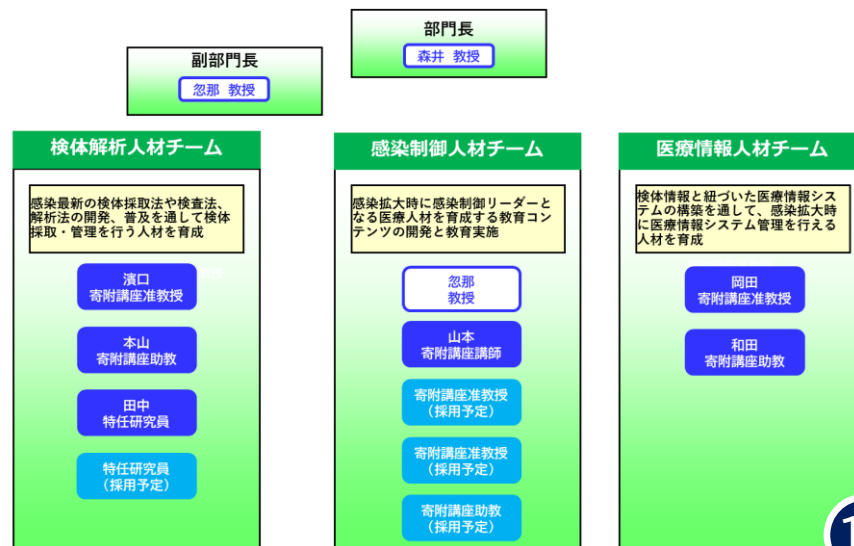 部門長
森井 教授
副部門長
忽那 教授
検体解析人材チーム
感染最新の検体採取法や検査法、
解析法の開発、普及を通して検体
採取・管理を行う人材を育成
濱口
寄附講座准教授
本山
寄附講座助教
田中
特任研究員
特任研究員
（採用予定）
感染制御人材チーム
感染拡大時に感染制御リーダーと
なる医療人材を育成する教育コン
テンツの開発と教育実施
忽那
教授
山本
寄附講座講師
寄附講座准教授
（採用予定）
寄附講座准教授
（採用予定）
寄附講座助教
（採用予定）
医療情報人材チーム
検体情報と紐づいた医療情報シス
テムの構築を通して、感染拡大時
に医療情報システム管理を行える
人材を育成
岡田
寄附講座准教授
和田
寄附講座助教